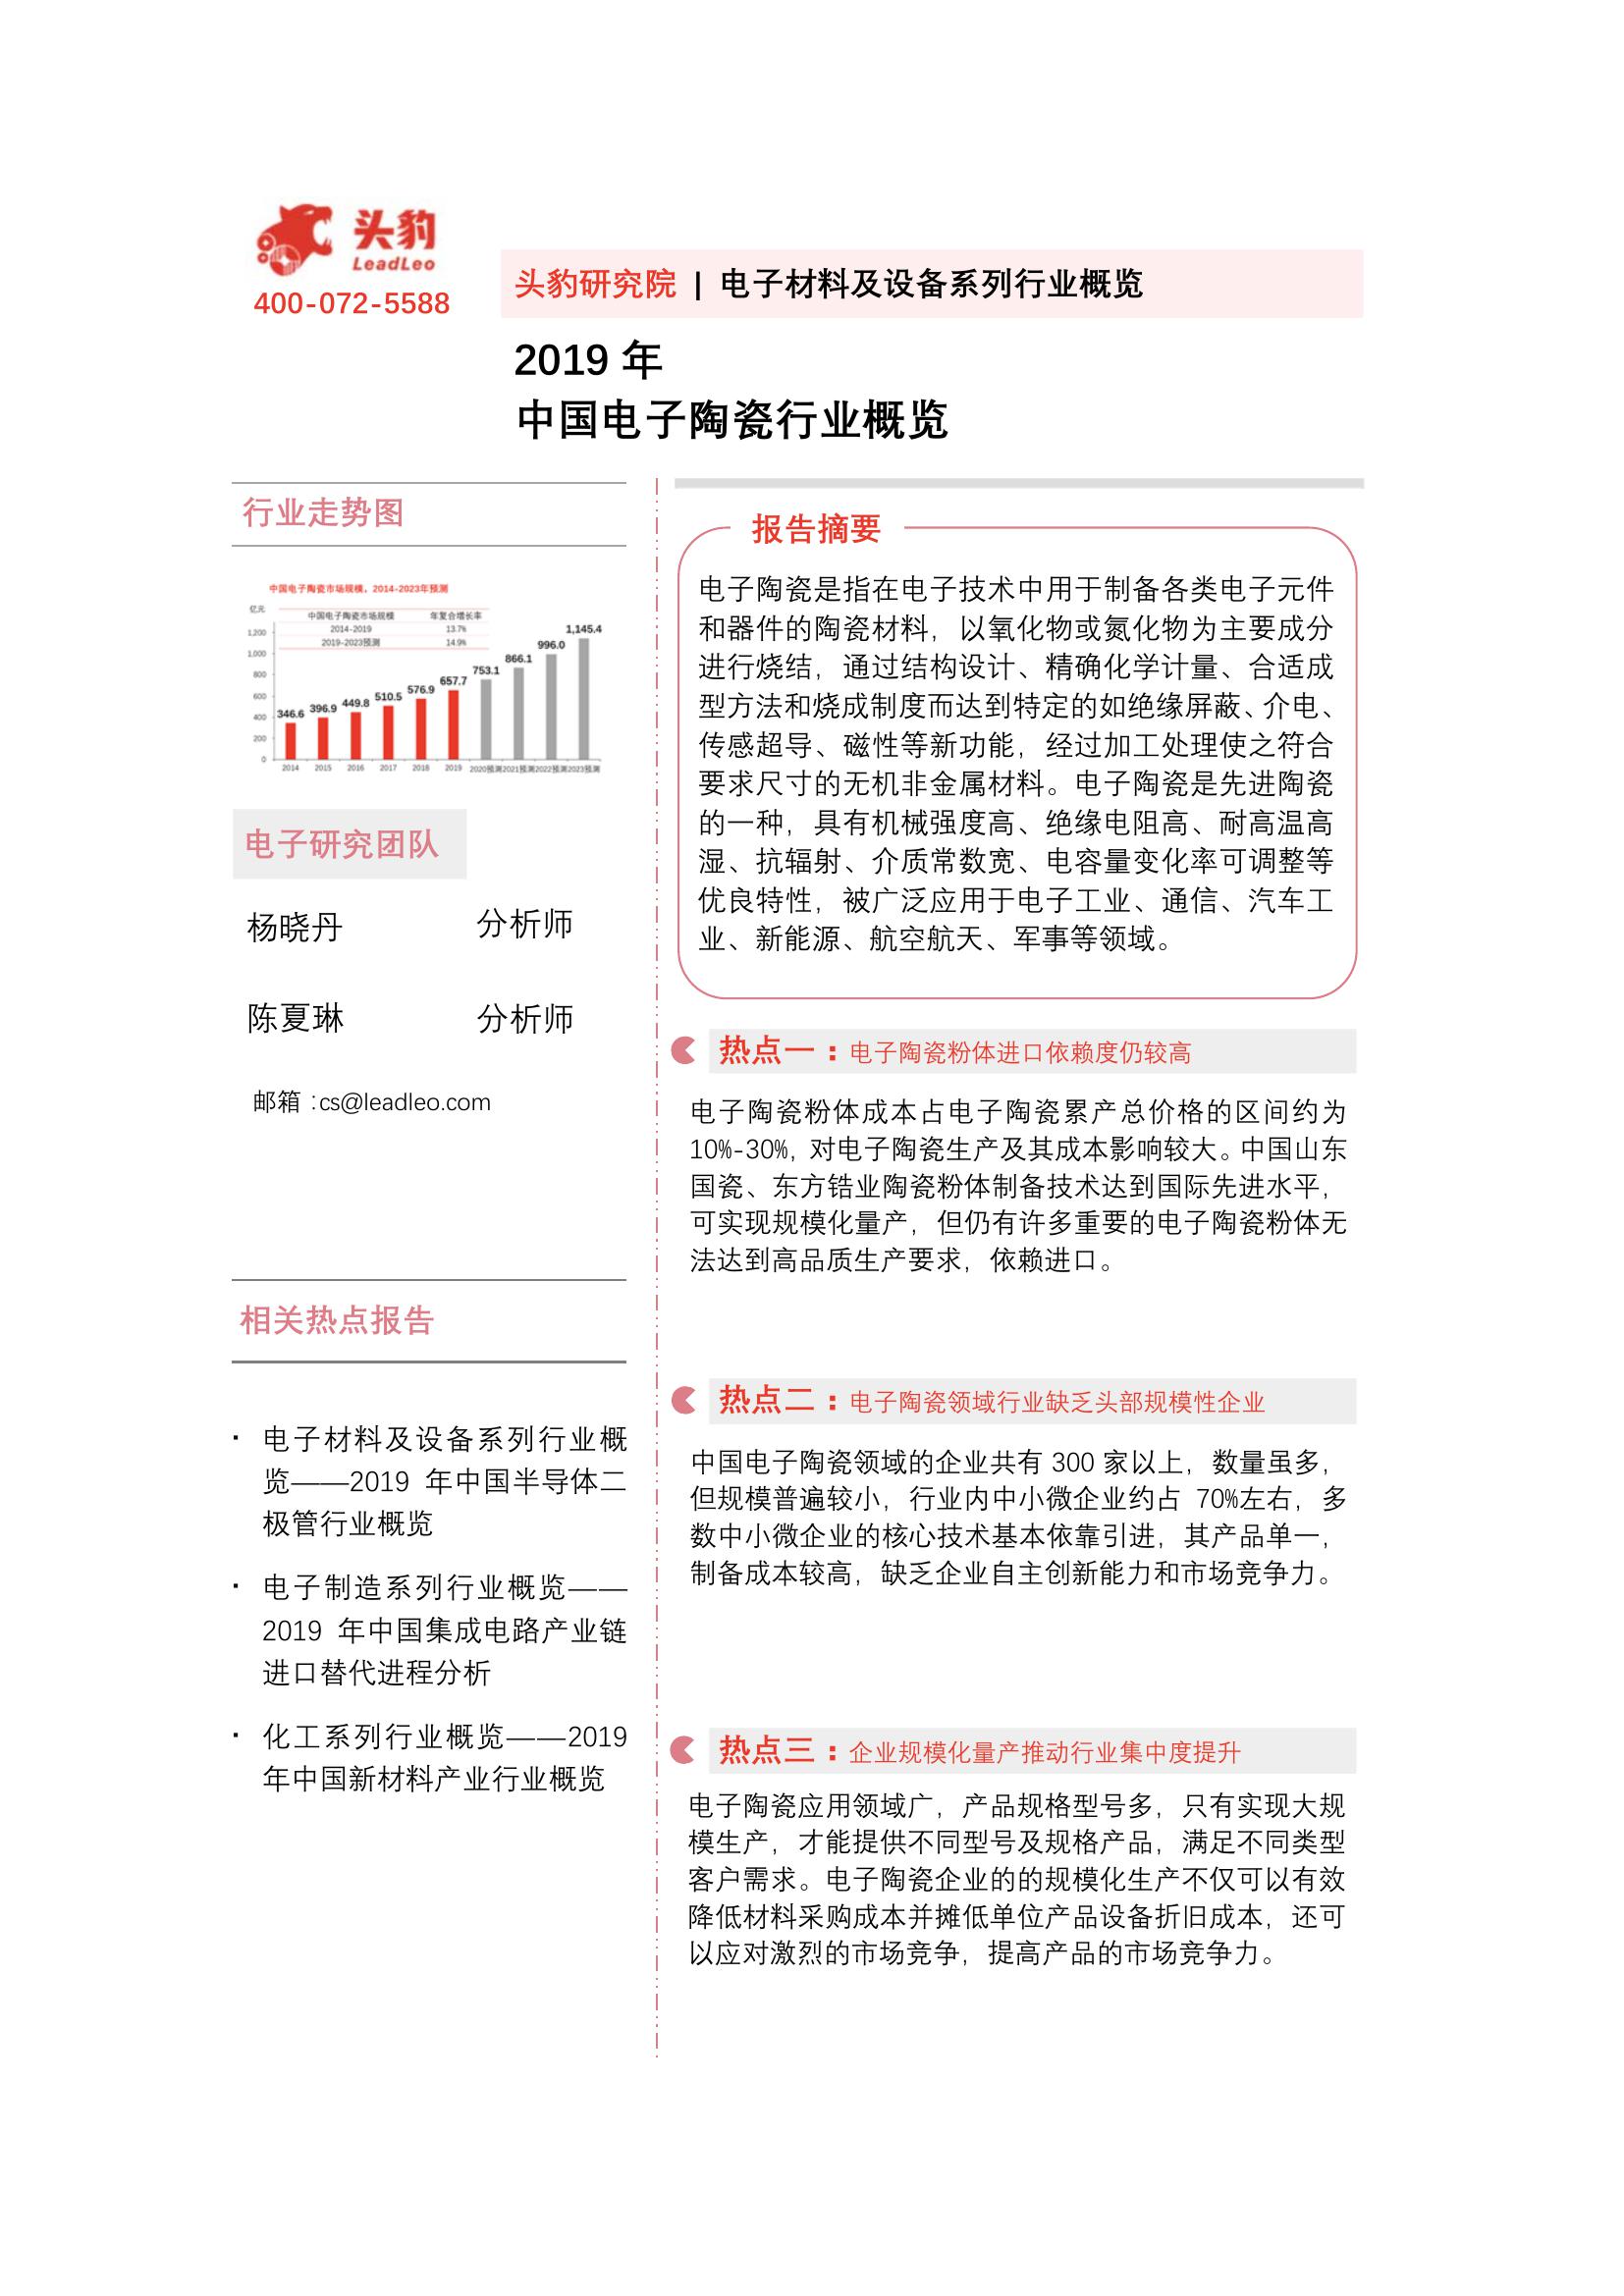 头豹
LeadLeo
400-072-5588
头豹研究院 | 电子材料及设备系列行业概览
2019 年
中国电子陶瓷行业概览
行业走势图
中国电子陶瓷市场规模，2014-2023年预测
亿元
中国电子陶瓷市场规模 年复合增长率
2014-2019 13.7%
2019-2023预测 14.9%
1,200
1,000
800
600
400
200
0
346.6 396.9 449.8 510.5 576.9 657.7 753.1 866.1 996.0 1,145.4
2014 2015 2016 2017 2018 2019 2020预测 2021预测 2022预测 2023预测
电子研究团队
杨晓丹 分析师
陈夏琳 分析师
邮箱：cs@leadleo.com
相关热点报告
· 电子材料及设备系列行业概
览——2019 年中国半导体二
极管行业概览
· 电子制造系列行业概览——
2019 年中国集成电路产业链
进口替代进程分析
· 化工系列行业概览——2019
年中国新材料产业行业概览
报告摘要
电子陶瓷是指在电子技术中用于制备各类电子元件
和器件的陶瓷材料，以氧化物或氮化物为主要成分
进行烧结，通过结构设计、精确化学计量、合适成
型方法和烧成制度而达到特定的如绝缘屏蔽、介电、
传感超导、磁性等新功能，经过加工处理使之符合
要求尺寸的无机非金属材料。电子陶瓷是先进陶瓷
的一种，具有机械强度高、绝缘电阻高、耐高温高
湿、抗辐射、介质常数宽、电容量变化率可调整等
优良特性，被广泛应用于电子工业、通信、汽车工
业、新能源、航空航天、军事等领域。
热点一：电子陶瓷粉体进口依赖度仍较高
电子陶瓷粉体成本占电子陶瓷累产总价格的区间约为
10%-30%，对电子陶瓷生产及其成本影响较大。中国山东
国瓷、东方锆业陶瓷粉体制备技术达到国际先进水平，
可实现规模化量产，但仍有许多重要的电子陶瓷粉体无
法达到高品质生产要求，依赖进口。
热点二：电子陶瓷领域行业缺乏头部规模性企业
中国电子陶瓷领域的企业共有 300 家以上，数量虽多，
但规模普遍较小，行业内中小微企业约占 70%左右，多
数中小微企业的核心技术基本依靠引进，其产品单一，
制备成本较高，缺乏企业自主创新能力和市场竞争力。
热点三：企业规模化量产推动行业集中度提升
电子陶瓷应用领域广，产品规格型号多，只有实现大规
模生产，才能提供不同型号及规格产品，满足不同类型
客户需求。电子陶瓷企业的的规模化生产不仅可以有效
降低材料采购成本并摊低单位产品设备折旧成本，还可
以应对激烈的市场竞争，提高产品的市场竞争力。